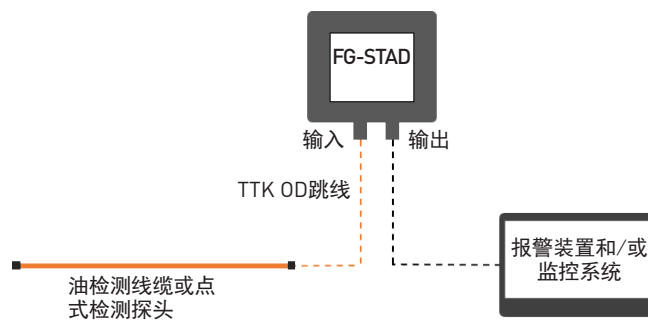 FG-STAD
输入
输出
TTK OD跳线
报警装置和/或
监控系统
油检测线缆或点
式检测探头